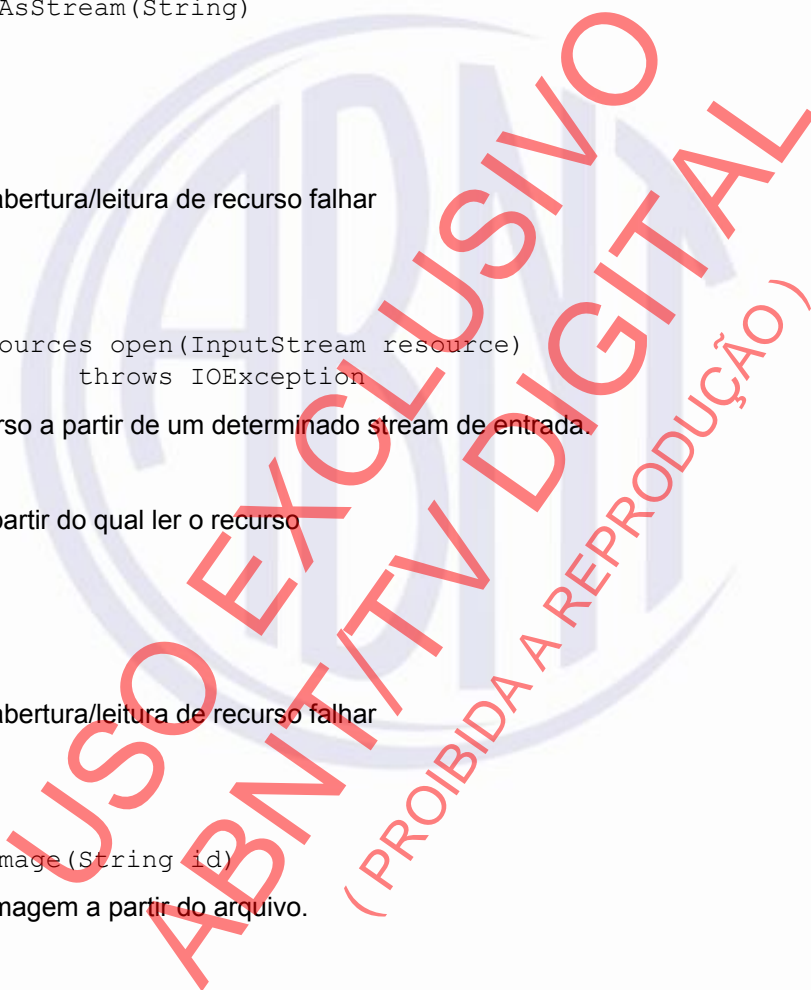 AsStream(String)
abertura/leitura de recurso falhar
ources open(InputStream resource)
throws IOException
rso a partir de um determinado stream de entrada.
partir do qual ler o recurso
abertura/leitura de recurso falhar
mage(String id)
magem a partir do arquivo.
USO EXCLUSIVO
ABNT/TV DIGITAL
( PROIBIDA A REPRODUÇÃO )
ABNT